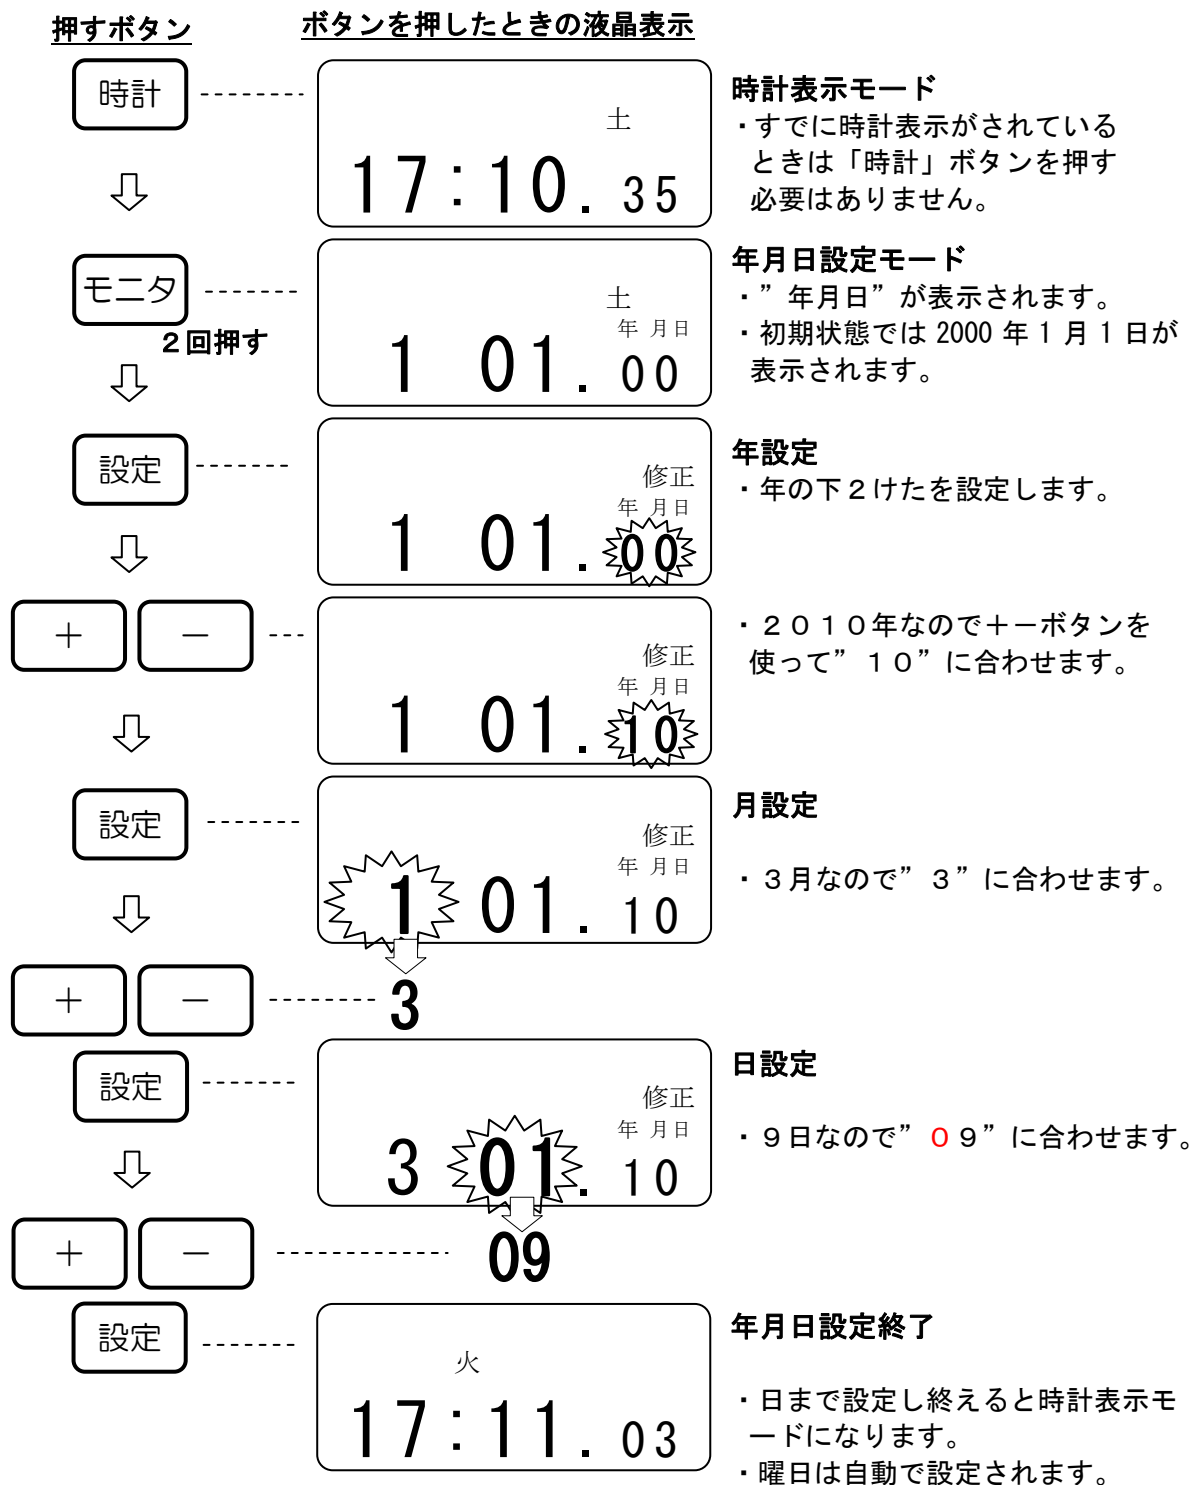 押すボタン
ボタンを押したときの液晶表示
時計
土
17:10.35
時計表示モード
・すでに時計表示がされている
ときは「時計」ボタンを押す
必要はありません。
モニタ
2回押す
土
年 月日
1 01.00
年月日設定モード
・”年月日”が表示されます。
・初期状態では 2000 年 1 月 1 日が
表示されます。
設定
修正
年 月日
1 01.00
年設定
・年の下2けたを設定します。
+ −
修正
年 月日
1 01.10
・2010年なので+−ボタンを
使って”10”に合わせます。
設定
修正
年 月日
1 01.10
月設定
・3月なので”3”に合わせます。
+ −
3
設定
修正
年 月日
3 01.10
日設定
・9日なので”09”に合わせます。
+ −
09
設定
火
17:11.03
年月日設定終了
・日まで設定し終えると時計表示モ
ードになります。
・曜日は自動で設定されます。